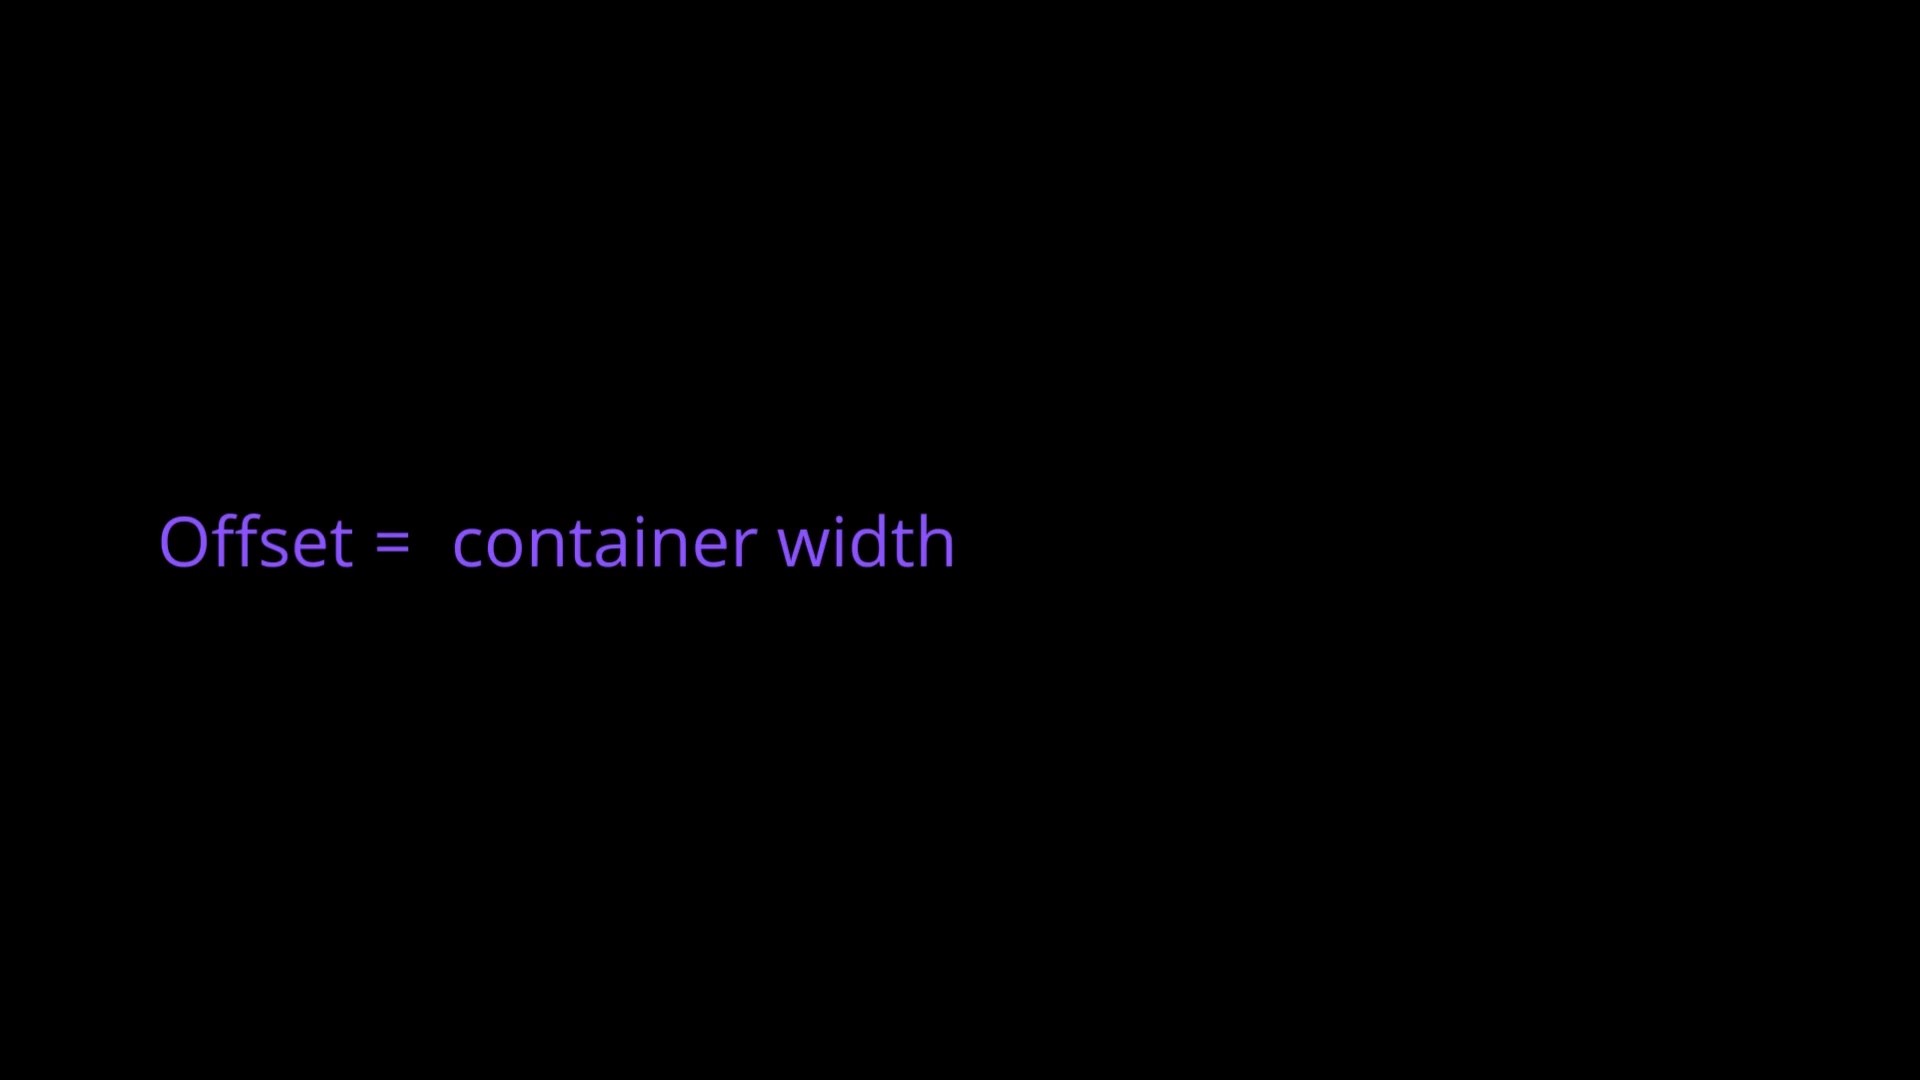 Offset =  container width